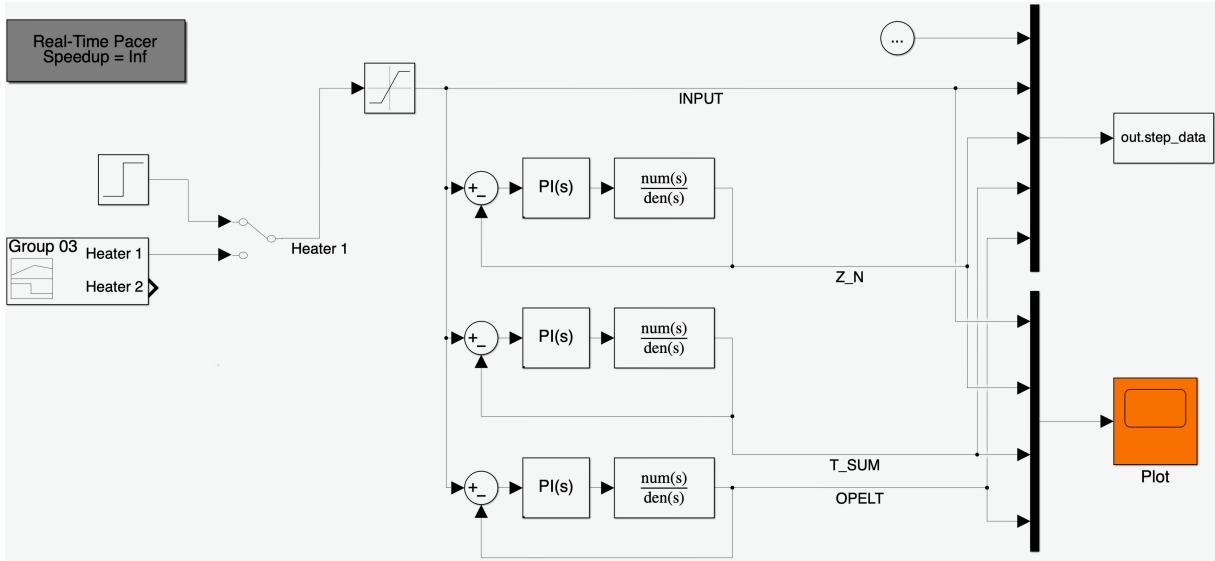 Real-Time Pacer
Speedup = Inf
...
INPUT
out.step_data
+
-
PI(s)
num(s)
den(s)
Group 03
Heater 1
Heater 2
Heater 1
Z_N
+
-
PI(s)
num(s)
den(s)
T_SUM
+
-
PI(s)
num(s)
den(s)
OPELT
Plot